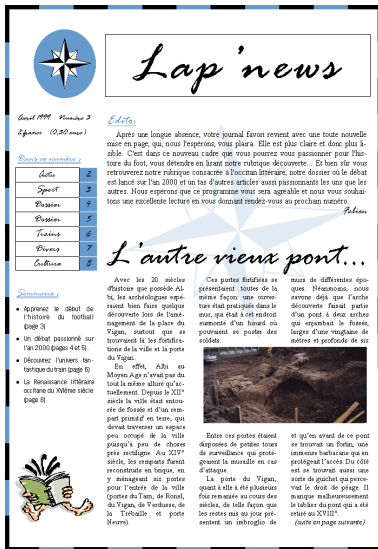 Lap'news
Avril 1999 Numéro 3
2 francs (0,30 euro)
Edito:
Après une longue absence, votre journal favori revient avec une toute nouvelle
mise en page, qui, nous l'espérons, vous plaira. Elle est plus claire et donc plus li-
sible. C'est dans ce nouveau cadre que vous pourrez vous passionner pour l'his-
toire du foot, vous détendre en lisant notre rubrique découverte... Et bien sûr vous
retrouverez notre rubrique consacrée à l'occitan littéraire, notre dossier où le débat
est lancé sur l'an 2000 et un tas d'autres articles aussi passionnants les uns que les
autres. Nous espérons que ce programme vous sera agréable et nous vous souhai-
tons une excellente lecture en vous donnant rendez-vous au prochain numéro.
Fabien
Dans ce numéro :
Actu 2
Sport 3
Dossier 4
Dossier 5
Trains 6
Divers 7
Culture 8
Sommaire :
Apprenez le début de
l'histoire du football
(page 3)
Un débat passionné sur
l'an 2000 (pages 4 et 5)
Découvrez l'univers fan-
tastique du train (page 6)
La Renaissance littéraire
occitane du XVIème siècle
(page 8)
L'autre vieux pont...
Avec les 20 siècles
d'histoire que possède Al-
bi, les archéologues espé-
raient bien faire quelque
découverte lors de l'amé-
nagement de la place du
Vigan, surtout que se
trouvaient là les fortifica-
tions de la ville et la porte
du Vigan.
En effet, Albi au
Moyen Age n'avait pas du
tout la même allure qu'ac-
tuellement. Depuis le XIIe
siècle la ville était entou-
rée de fossés et d'un rem-
part primitif en terre, qui
devait traverser un espace
peu occupé de la ville
puisqu'à peu de choses
près rectiligne. Au XIVe
siècle, les remparts furent
reconstruits en brique, en
y ménageant six portes
pour l'entrée de la ville
(portes du Tarn, de Ronel,
du Vigan, de Verdusse, de
la Trébaille et porte
Neuve).
Ces portes fortifiées se
présentaient toutes de la
même façon: une ouver-
ture était pratiquée dans le
mur, qui était à cet endroit
surmonté d'un hourd où
pouvaient se poster des
soldats.
Entre ces portes étaient
disposées de petites tours
de surveillance qui proté-
geaient la muraille en cas
d'attaque.
La porte du Vigan,
quant à elle a été plusieurs
fois remaniée au cours des
siècles, de telle façon que
les restes mis au jour pré-
sentent un imbroglio de
murs de différentes épo-
ques. Néanmoins, nous
savons déjà que l'arche
découverte faisait partie
d'un pont à deux arches
qui enjambait le fossés,
larges d'une vingtaine de
mètres et profonds de six
et qu'en avant de ce pont
se trouvait un fortin, une
immense barbacane qui en
protégeait l'accès. Du côté
est se trouvait aussi une
sorte de guichet qui perce-
vait le droit de péage. Il
manque malheureusement
le tablier du pont qui a été
retiré au XVIIIe.
(suite en page suivante)